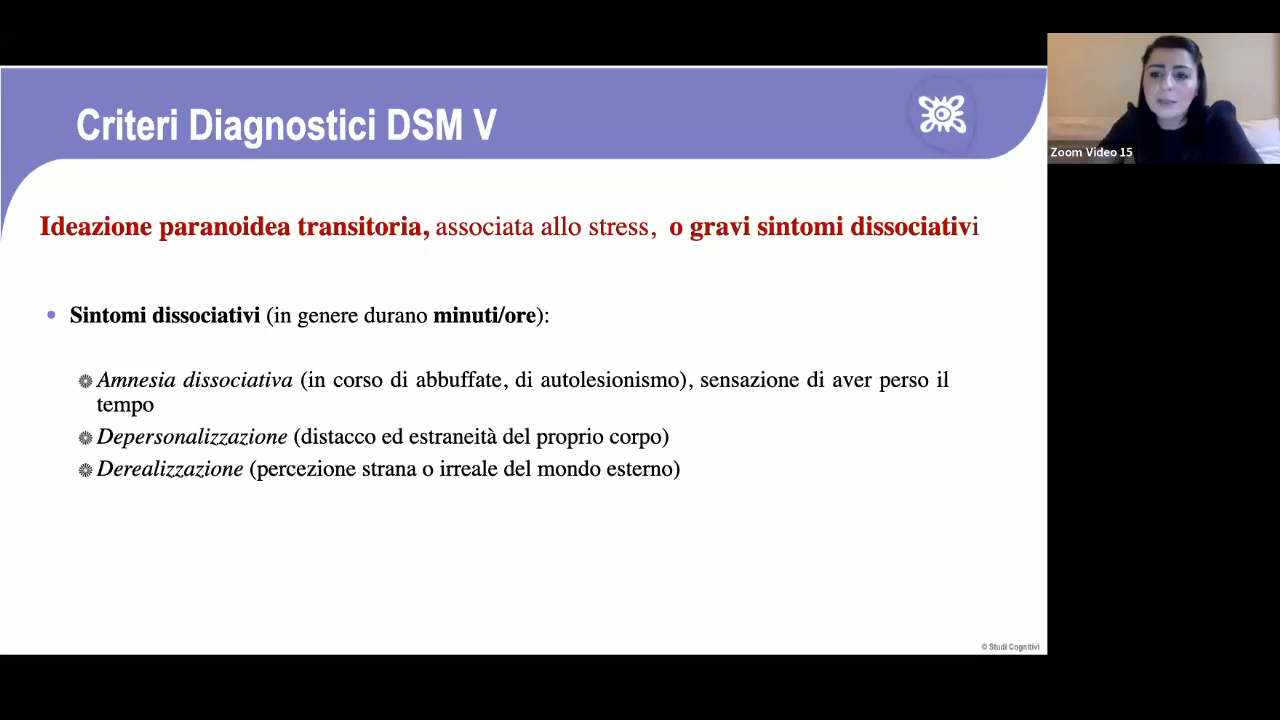 Criteri Diagnostici DSM V
Zoom Video 15
Ideazione paranoidea transitoria, associata allo stress, o gravi sintomi dissociativi
Sintomi dissociativi (in genere durano minuti/ore):
Amnesia dissociativa (in corso di abbuffate, di autolesionismo), sensazione di aver perso il
tempo
Depersonalizzazione (distacco ed estraneità del proprio corpo)
Derealizzazione (percezione strana o irreale del mondo esterno)
© Studi Cognitivi